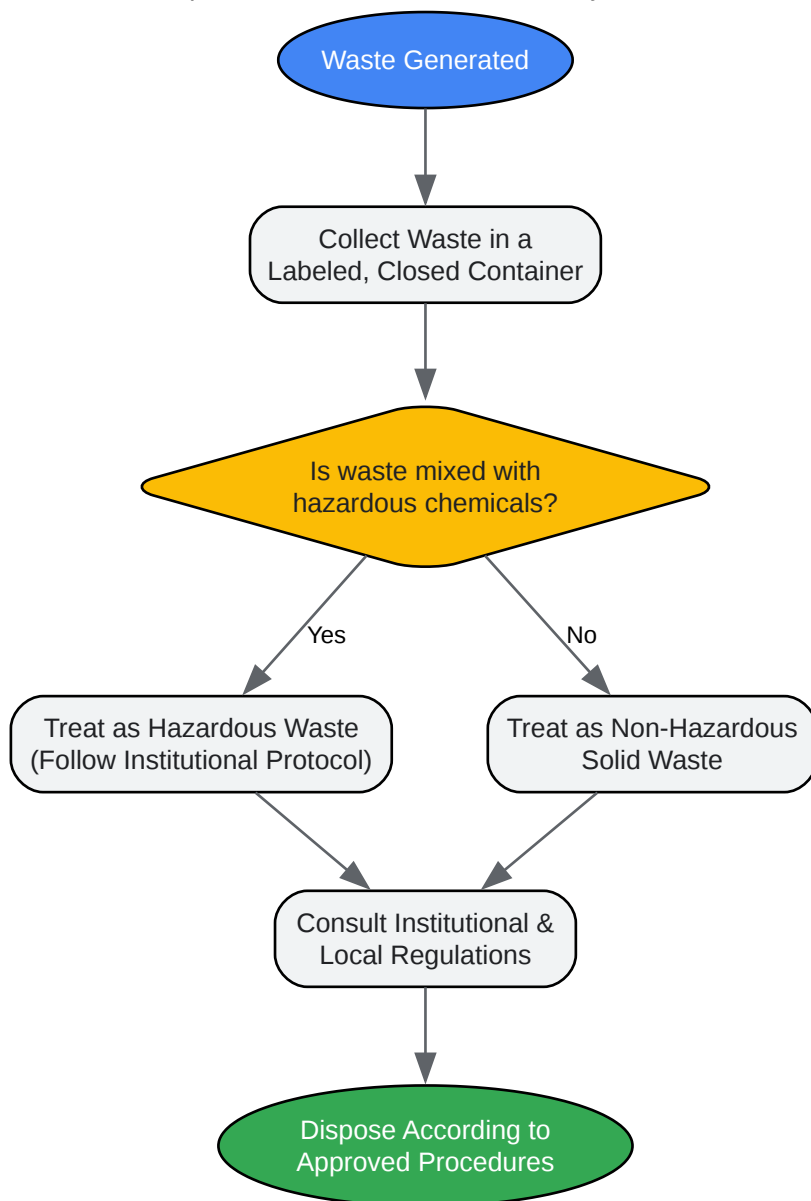 Waste Generated
Collect Waste in a
Labeled, Closed Container
Is waste mixed with
hazardous chemicals?
Yes
No
Treat as Hazardous Waste
(Follow Institutional Protocol)
Treat as Non-Hazardous
Solid Waste
Consult Institutional &
Local Regulations
Dispose According to
Approved Procedures